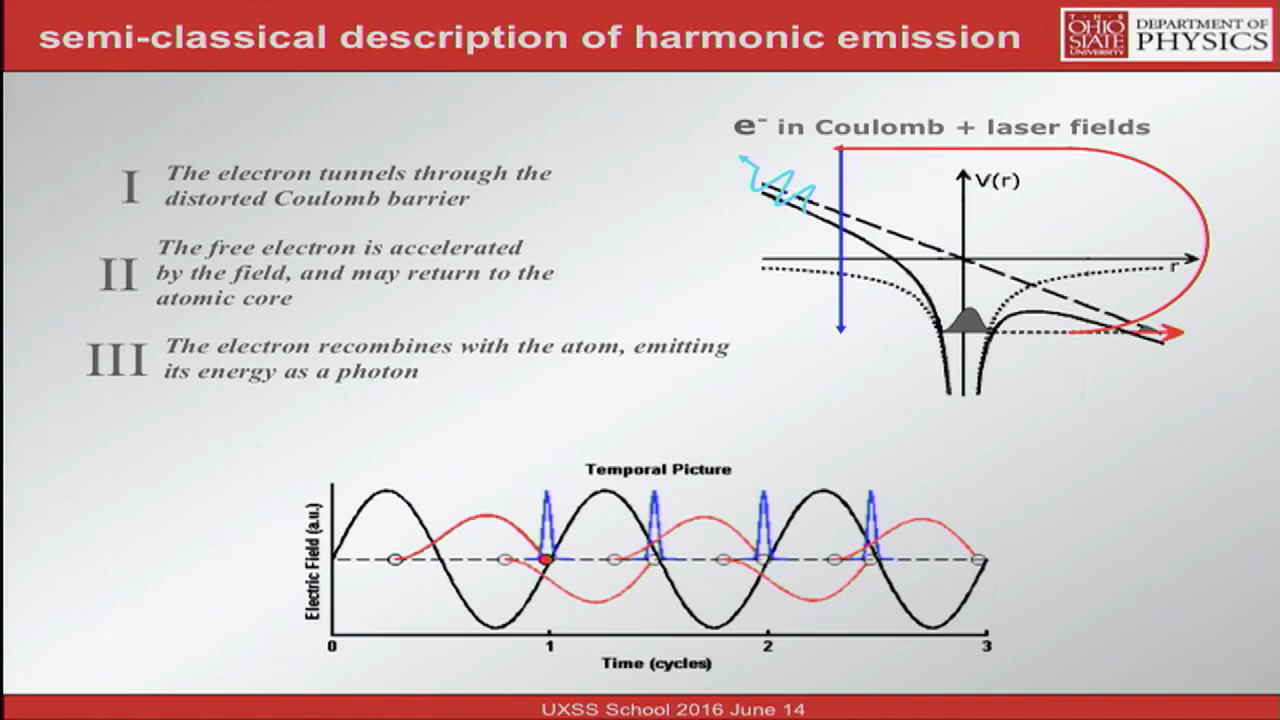 semi-classical description of harmonic emission
THE
OHIO
STATE
UNIVERSITY
DEPARTMENT OF
PHYSICS
e- in Coulomb + laser fields
I
The electron tunnels through the
distorted Coulomb barrier
II
The free electron is accelerated
by the field, and may return to the
atomic core
III
The electron recombines with the atom, emitting
its energy as a photon
V(r)
r
Temporal Picture
Electric Field (a.u.)
0 1 2 3
Time (cycles)
UXSS School 2016 June 14